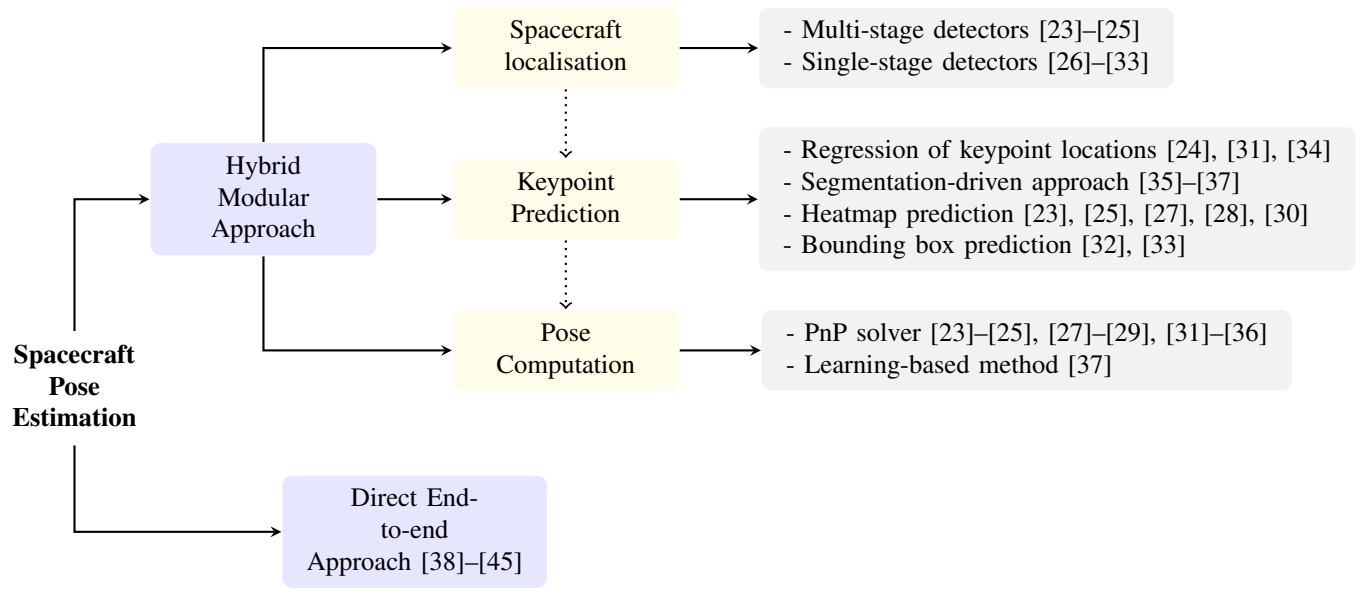 Spacecraft
Pose
Estimation
Hybrid
Modular
Approach
Spacecraft
localisation
- Multi-stage detectors [23]–[25]
- Single-stage detectors [26]–[33]
Keypoint
Prediction
- Regression of keypoint locations [24], [31], [34]
- Segmentation-driven approach [35]–[37]
- Heatmap prediction [23], [25], [27], [28], [30]
- Bounding box prediction [32], [33]
Pose
Computation
- PnP solver [23]–[25], [27]–[29], [31]–[36]
- Learning-based method [37]
Direct End-
to-end
Approach [38]–[45]